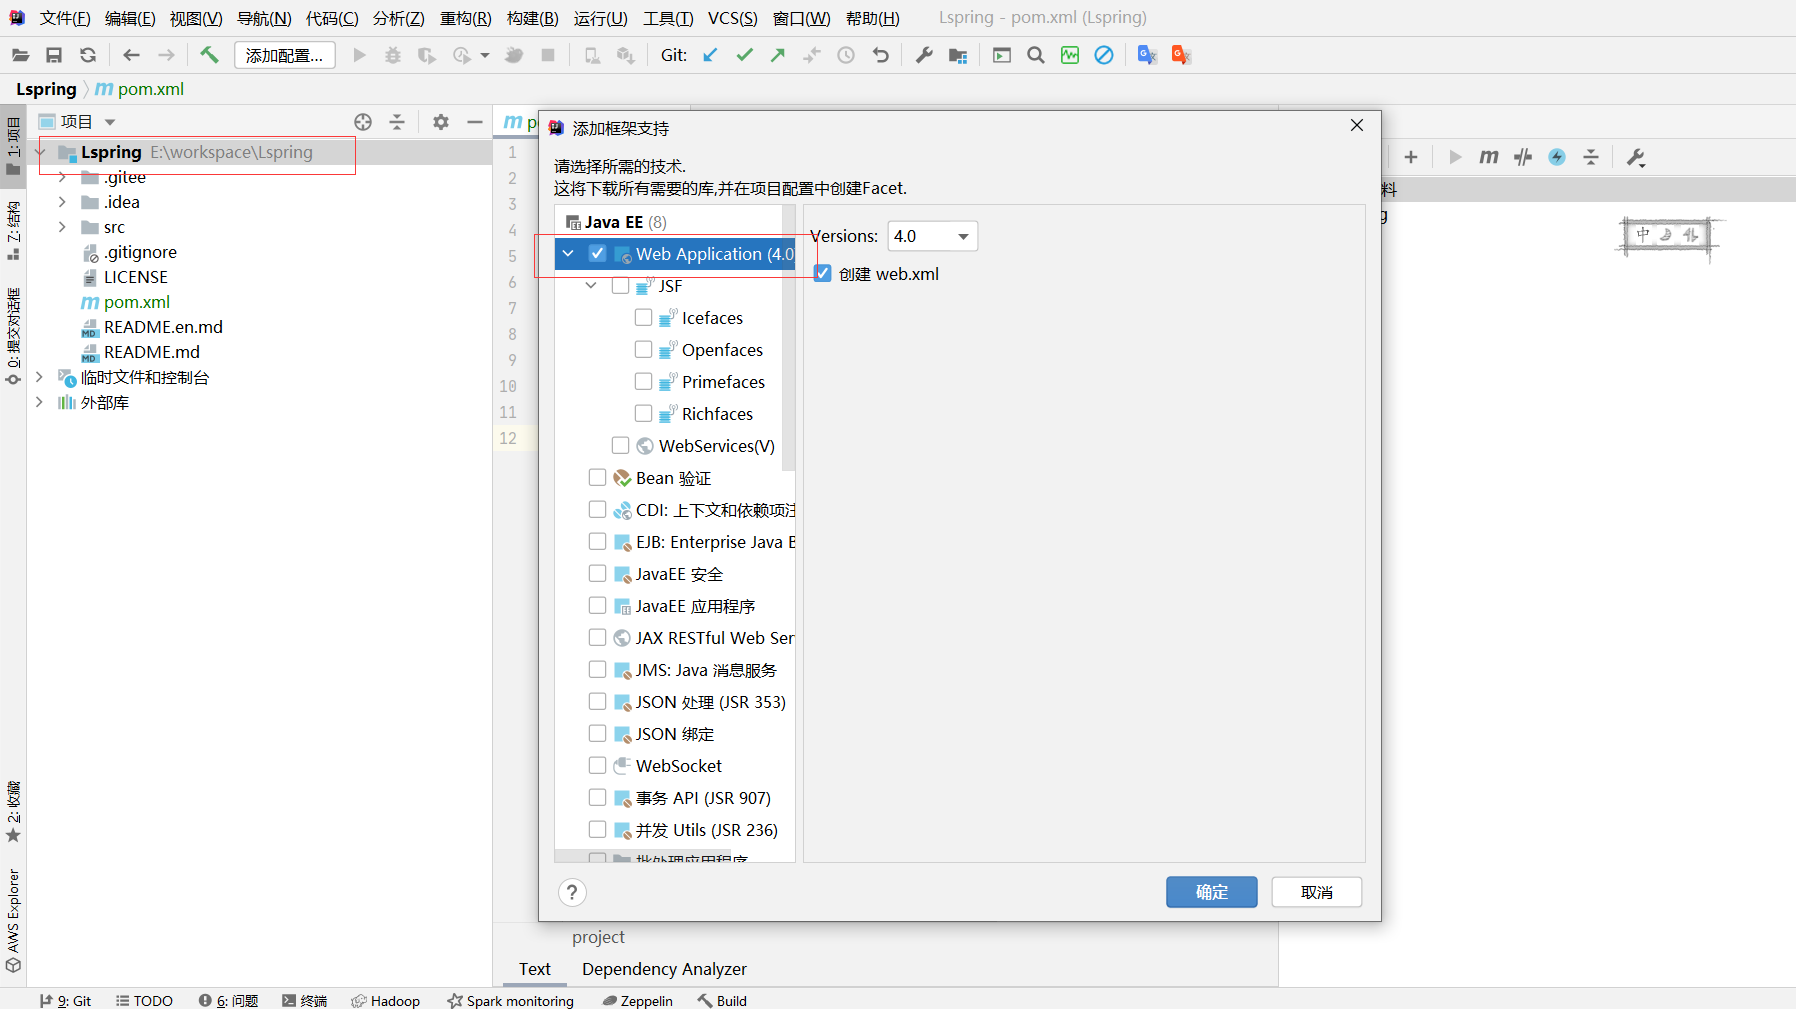 文件(F) 编辑(E) 视图(V) 导航(N) 代码(C) 分析(Z) 重构(R) 构建(B) 运行(U) 工具(T) VCS(S) 窗口(W) 帮助(H) Lspring - pom.xml (Lspring)
添加配置... Git:
Lspring m pom.xml
1: 项目
Z: 结构
0: 提交对话框
2: 收藏
AWS Explorer
项目
Lspring E:\workspace\Lspring
.gitee
.idea
src
.gitignore
LICENSE
m pom.xml
README.en.md
README.md
临时文件和控制台
外部库
1
2
3
4
5
6
7
8
9
10
11
12
添加框架支持
请选择所需的技术.
这将下载所有需要的库,并在项目配置中创建Facet.
Java EE (8)
Web Application (4.0
JSF
Icefaces
Openfaces
Primefaces
Richfaces
WebServices(V)
Bean 验证
CDI: 上下文和依赖项注
EJB: Enterprise Java B
JavaEE 安全
JavaEE 应用程序
JAX RESTful Web Ser
JMS: Java 消息服务
JSON 处理 (JSR 353)
JSON 绑定
WebSocket
事务 API (JSR 907)
并发 Utils (JSR 236)
批处理应用程序
Versions: 4.0
创建 web.xml
? 确定 取消
m
料
g
中
project
Text Dependency Analyzer
9: Git TODO 6: 问题 终端 Hadoop Spark monitoring Zeppelin Build